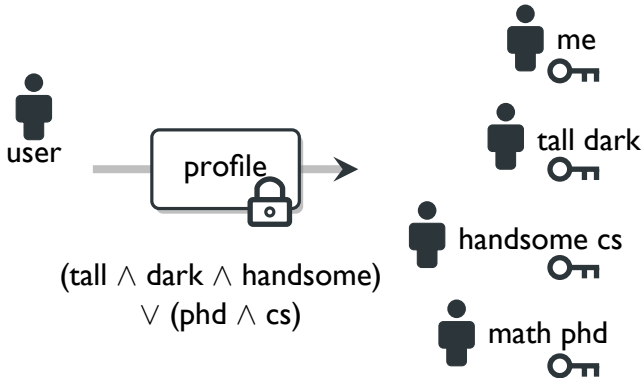 me
user
tall dark
profile
handsome cs
(tall ∧ dark ∧ handsome)
∨ (phd ∧ cs)
math phd